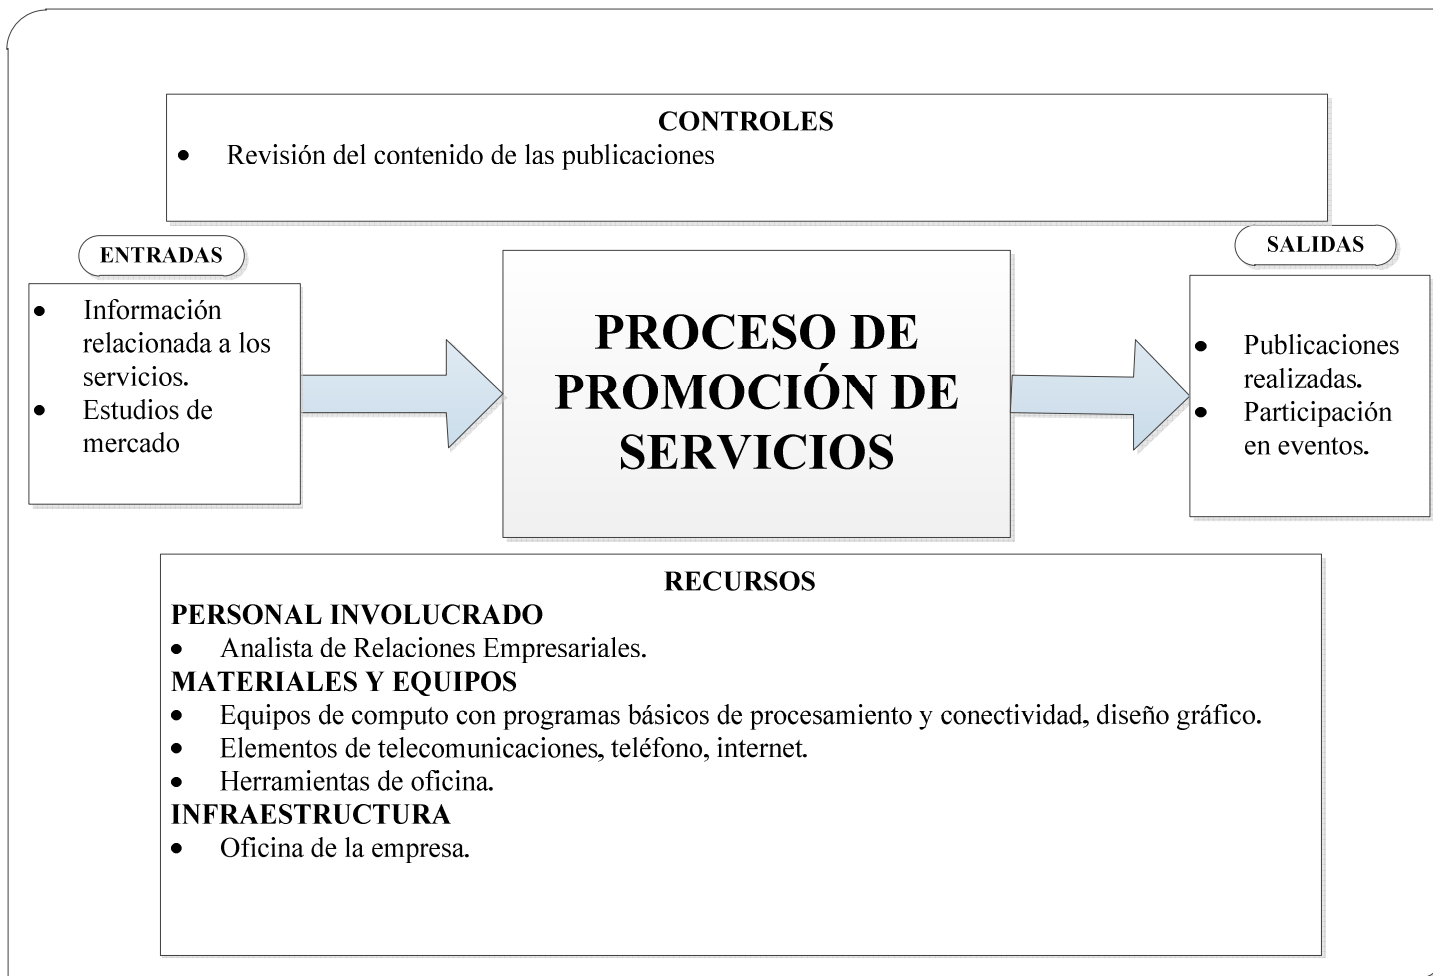 CONTROLES
• Revisión del contenido de las publicaciones
ENTRADAS
• Información
relacionada a los
servicios.
• Estudios de
mercado
PROCESO DE
PROMOCIÓN DE
SERVICIOS
SALIDAS
• Publicaciones
realizadas.
• Participación
en eventos.
RECURSOS
PERSONAL INVOLUCRADO
• Analista de Relaciones Empresariales.
MATERIALES Y EQUIPOS
• Equipos de computo con programas básicos de procesamiento y conectividad, diseño gráfico.
• Elementos de telecomunicaciones, teléfono, internet.
• Herramientas de oficina.
INFRAESTRUCTURA
• Oficina de la empresa.